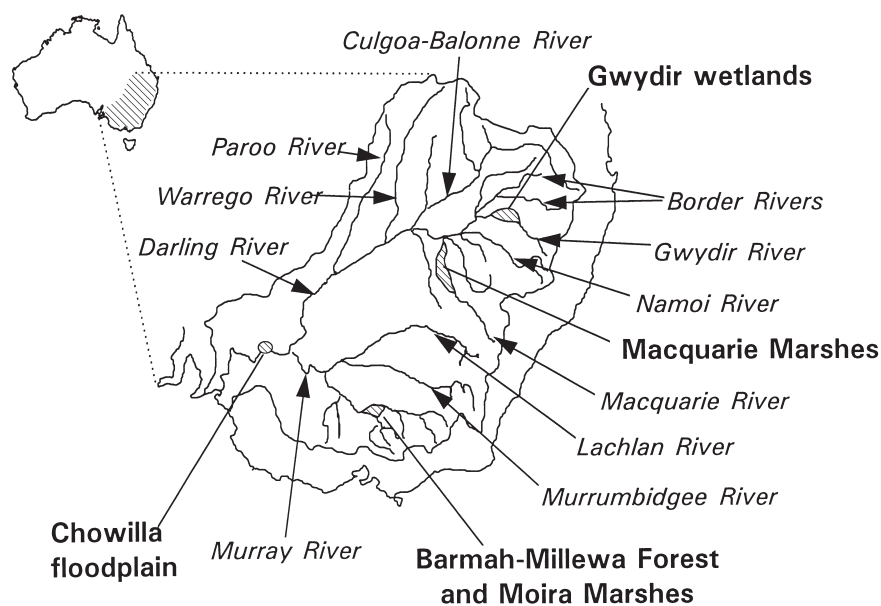 Culgoa-Balonne River
Gwydir wetlands
Paroo River
Warrego River
Border Rivers
Darling River
Gwydir River
Namoi River
Macquarie Marshes
Macquarie River
Lachlan River
Murrumbidgee River
Chowilla
floodplain
Murray River
Barmah-Millewa Forest
and Moira Marshes